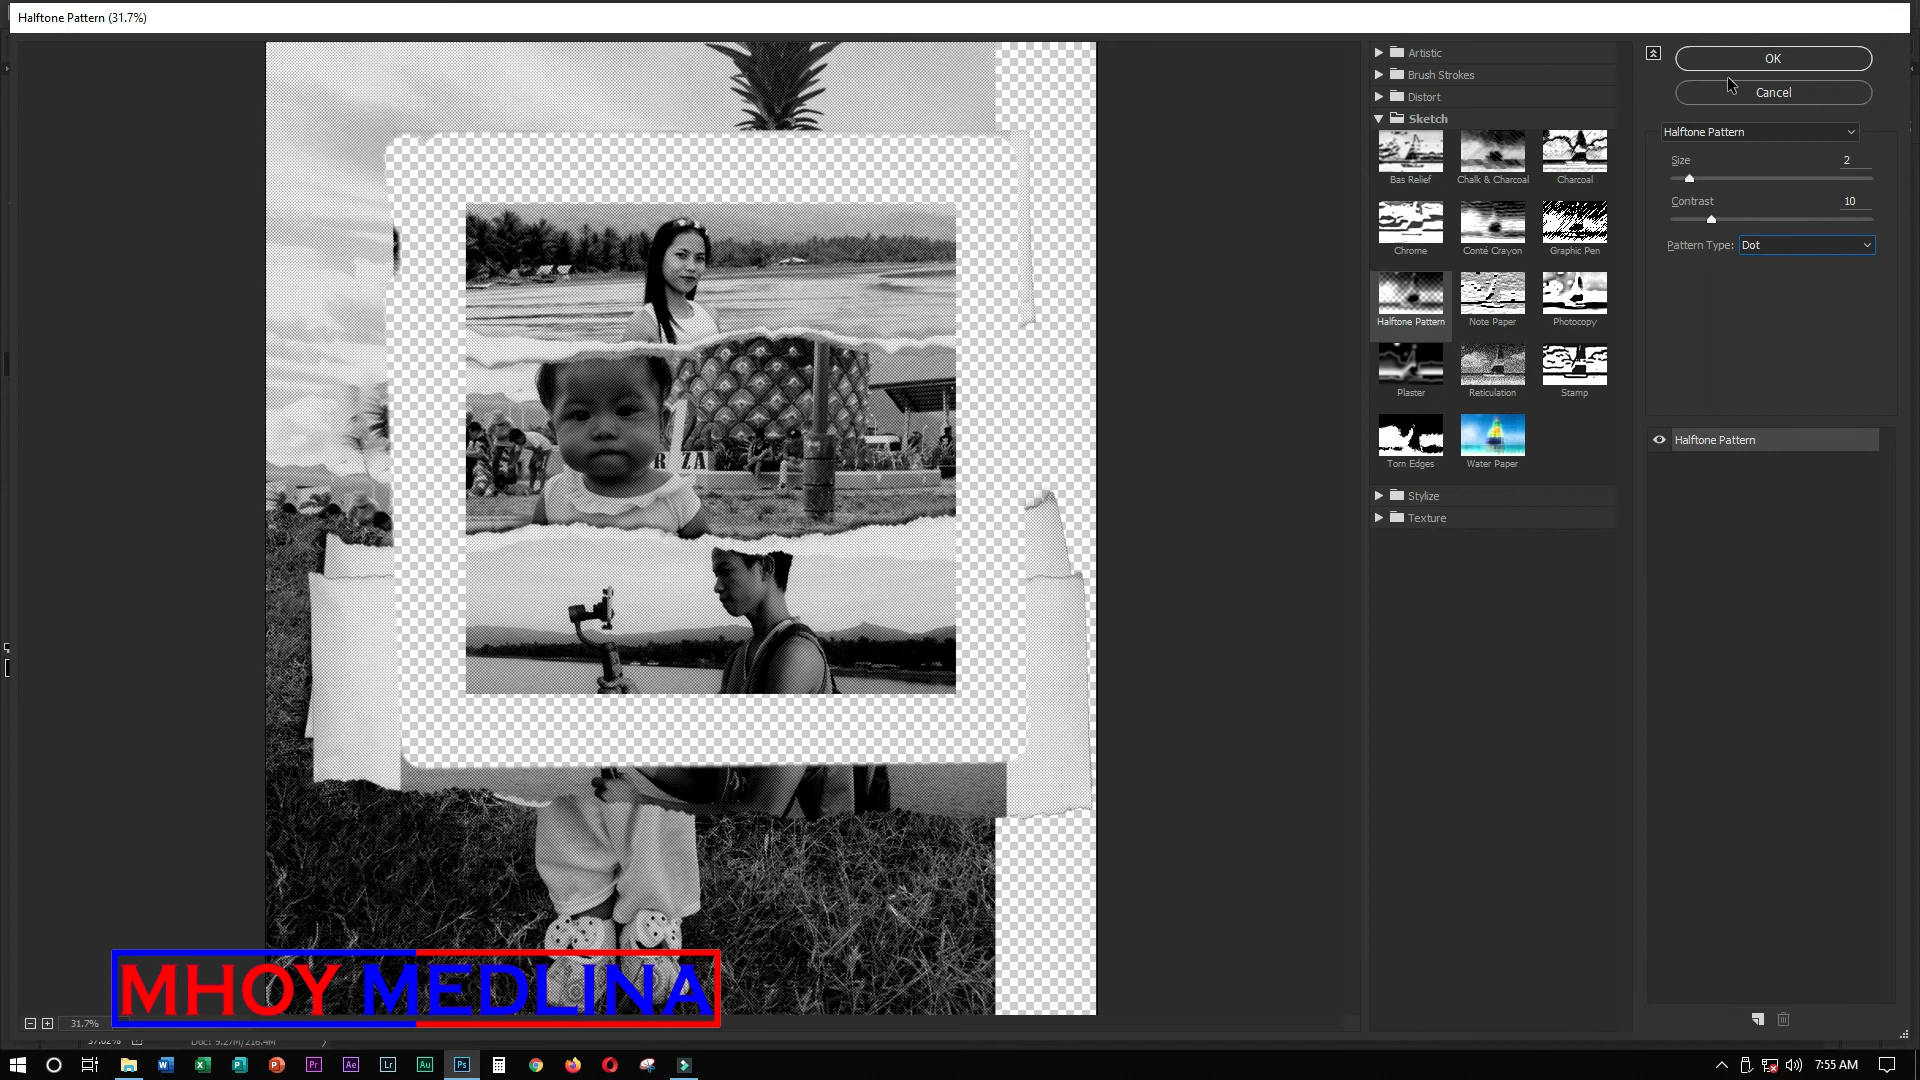 Halftone Pattern (31.7%)
Artistic
Brush Strokes
Distort
Sketch
Bas Relief
Chalk & Charcoal
Charcoal
Chrome
Conté Crayon
Graphic Pen
Halftone Pattern
Note Paper
Photocopy
Plaster
Reticulation
Stamp
Torn Edges
Water Paper
Stylize
Texture
OK
Cancel
Halftone Pattern
Size 2
Contrast 10
Pattern Type: Dot
Halftone Pattern
MHOY MEDLINA
31.7%
7:55 AM